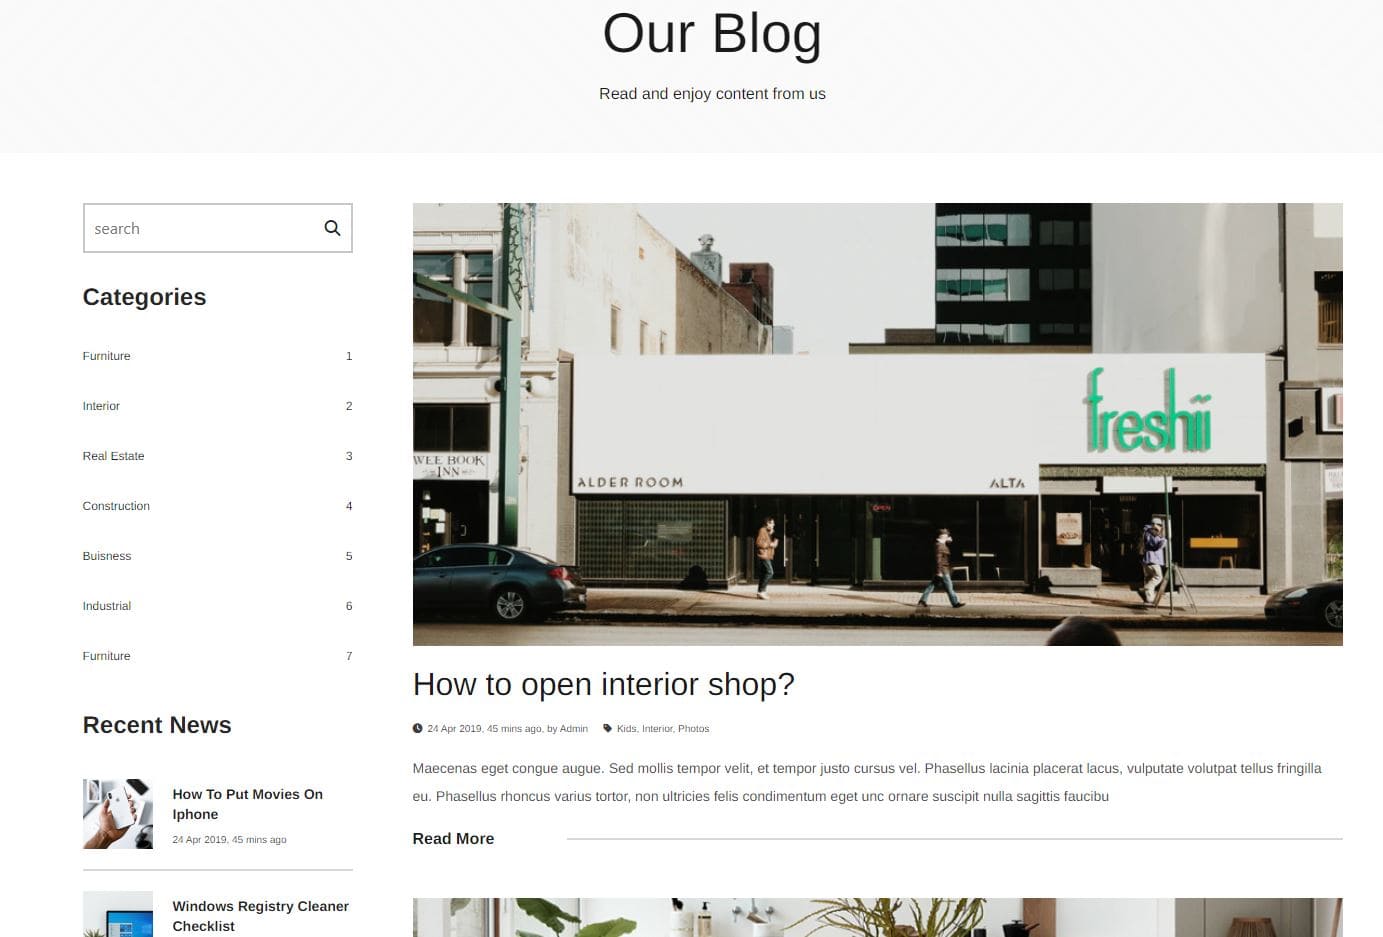 Our Blog
Read and enjoy content from us
search
Categories
Furniture 1
Interior 2
Real Estate 3
Construction 4
Buisness 5
Industrial 6
Furniture 7
Recent News
How To Put Movies On
Iphone
24 Apr 2019, 45 mins ago
Windows Registry Cleaner
Checklist
freshii
WEE BOOK
INN
ALDER ROOM
ALTA
OPEN
How to open interior shop?
24 Apr 2019, 45 mins ago, by Admin Kids, Interior, Photos
Maecenas eget congue augue. Sed mollis tempor velit, et tempor justo cursus vel. Phasellus lacinia placerat lacus, vulputate volutpat tellus fringilla
eu. Phasellus rhoncus varius tortor, non ultricies felis condimentum eget unc ornare suscipit nulla sagittis faucibu
Read More